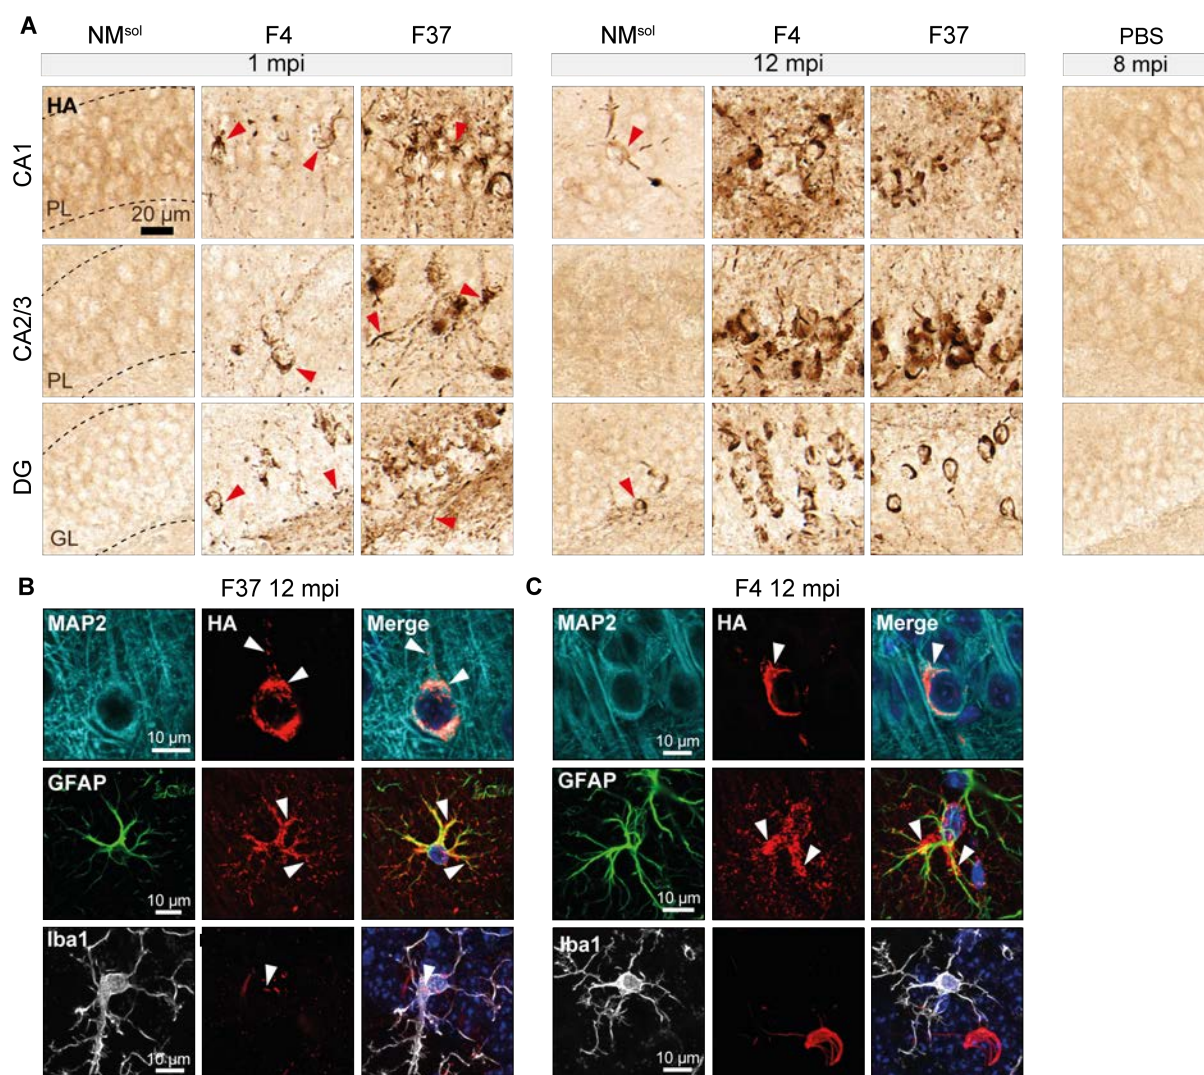 A
NMsol F4 F37 NMsol F4 F37 PBS
1 mpi 12 mpi 8 mpi
CA1
HA
PL
20 µm
CA2/3
PL
DG
GL
B F37 12 mpi
MAP2 HA Merge
10 µm
GFAP
10 µm
Iba1
10 µm
C F4 12 mpi
MAP2 HA Merge
10 µm
GFAP
10 µm
Iba1
10 µm